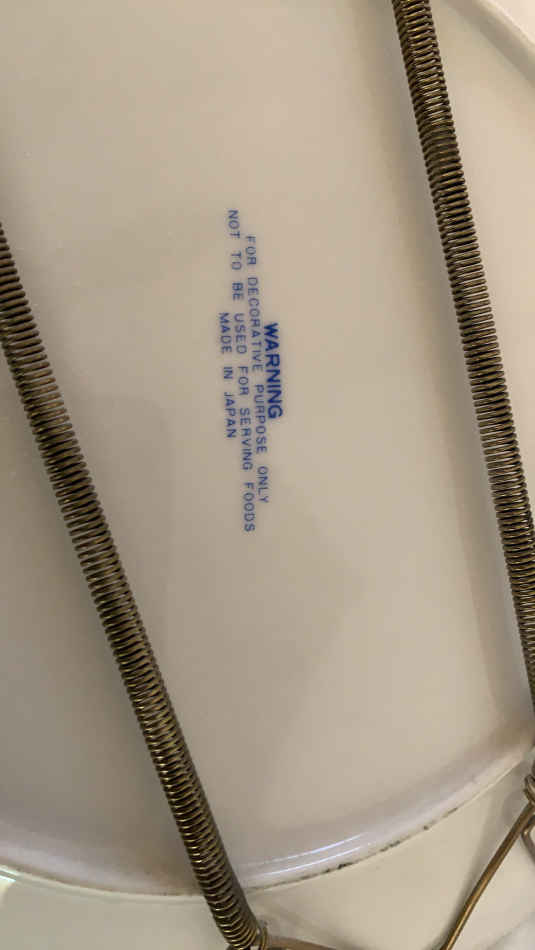 WARNING
FOR DECORATIVE PURPOSE ONLY
NOT TO BE USED FOR SERVING FOODS
MADE IN JAPAN